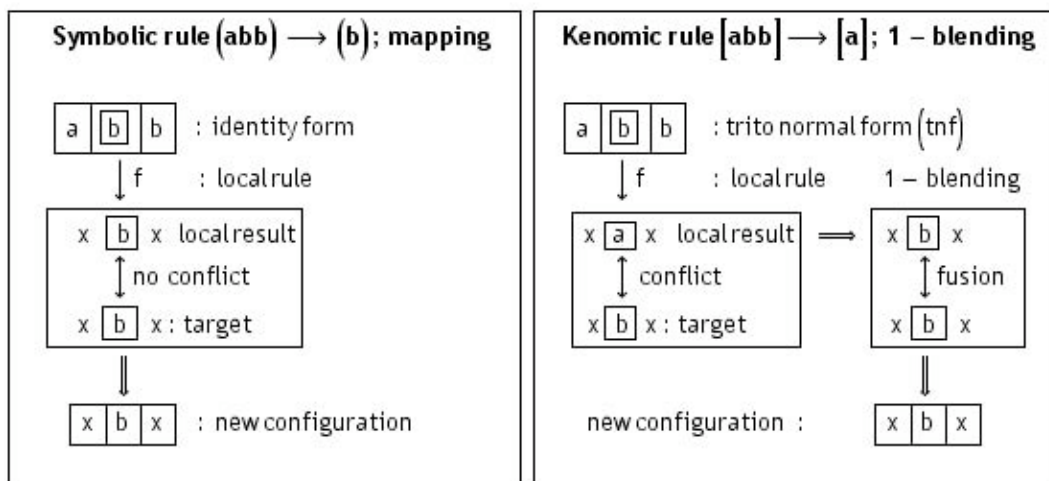 Symbolic rule (abb) ⟶ (b); mapping
a b b : identity form
↓ f : local rule
x b x local result
↕ no conflict
x b x : target
⇓
x b x : new configuration
Kenomic rule [abb] ⟶ [a]; 1 – blending
a b b : trito normal form (tnf)
↓ f : local rule 1 – blending
x a x local result ⟹ x b x
↕ conflict ↕ fusion
x b x : target x b x
⇓
new configuration : x b x